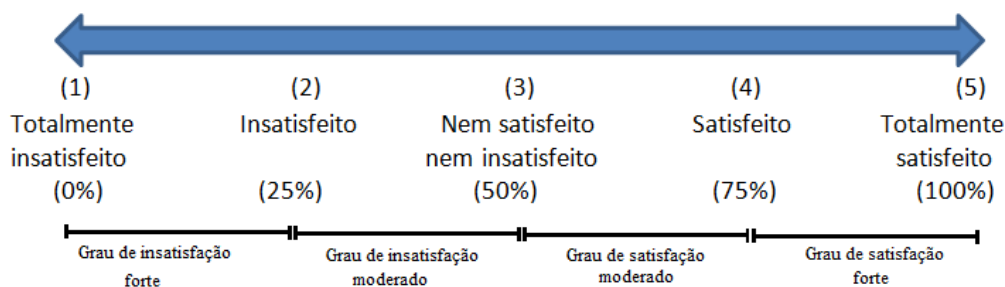 (1) (2) (3) (4) (5)
Totalmente Insatisfeito Nem satisfeito Satisfeito Totalmente
insatisfeito nem insatisfeito satisfeito
(0%) (25%) (50%) (75%) (100%)
Grau de insatisfação Grau de insatisfação Grau de satisfação Grau de satisfação
forte moderado moderado forte